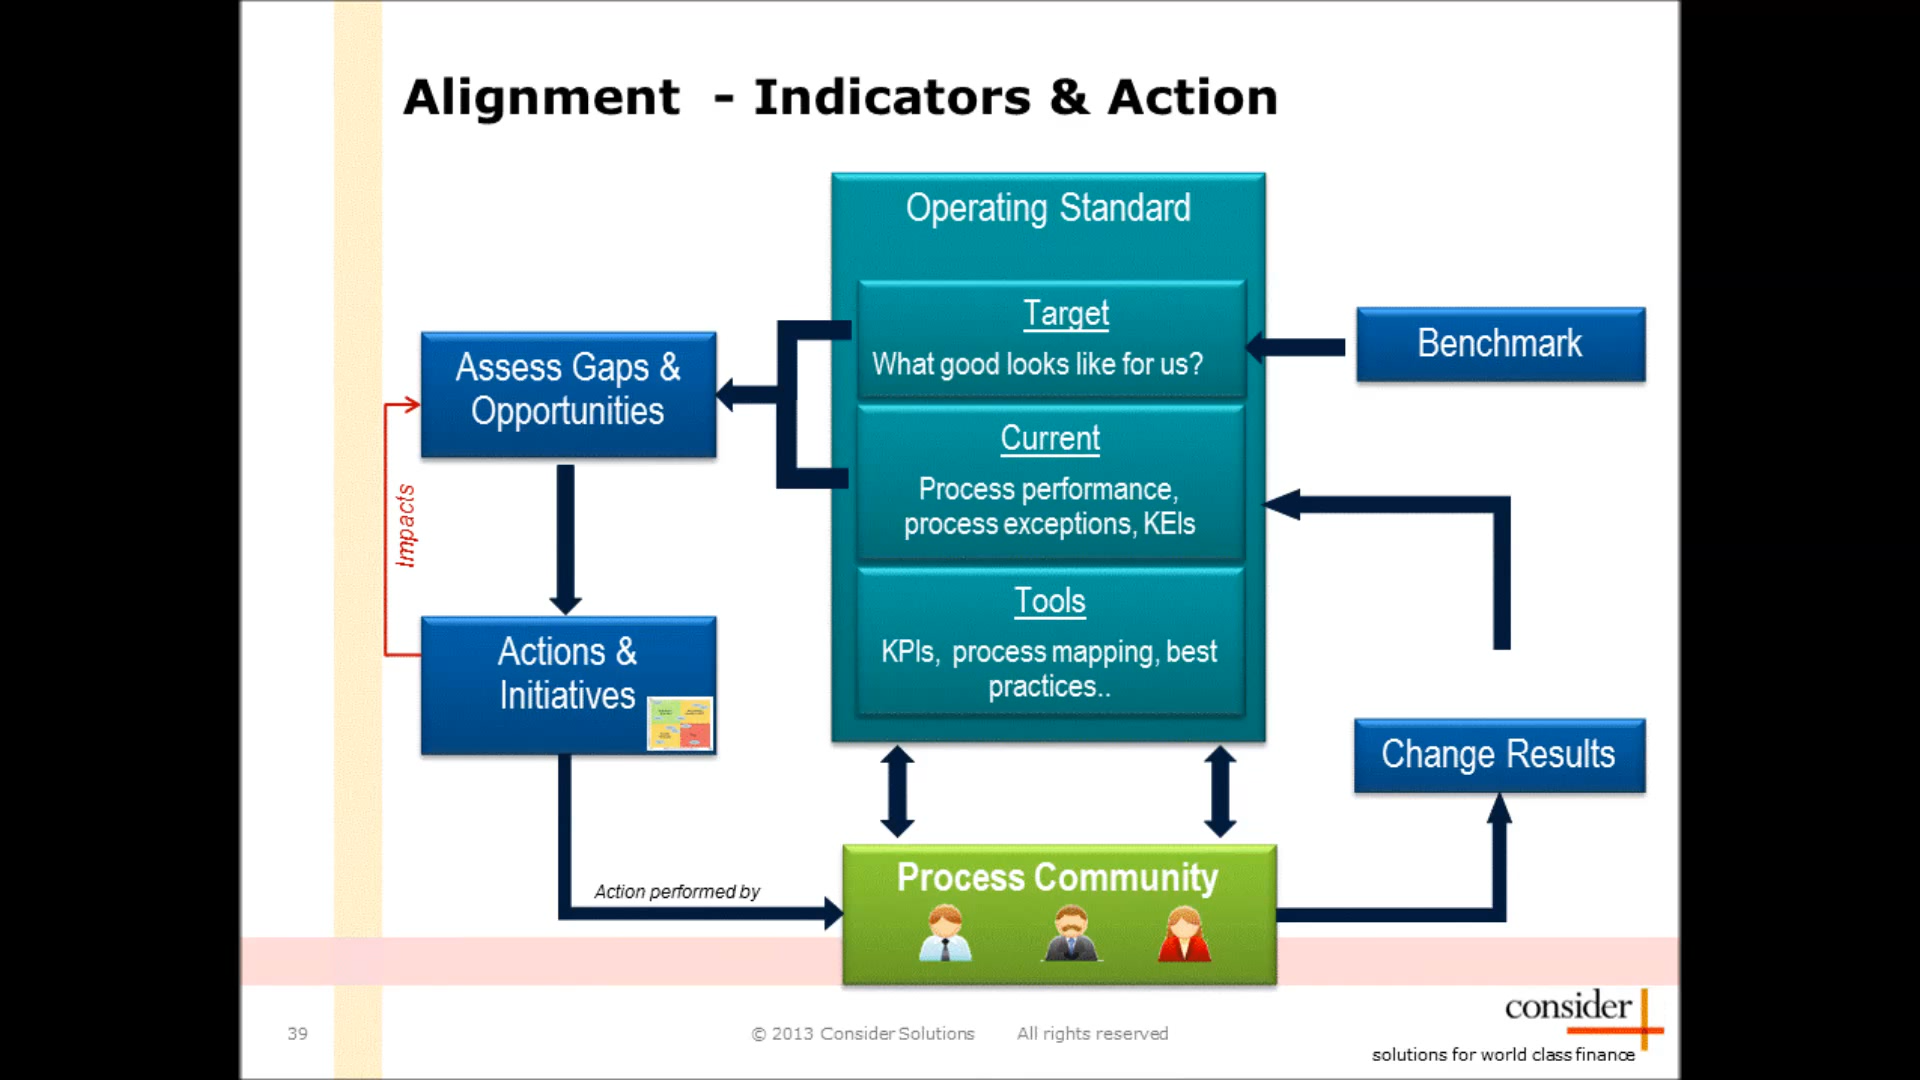 Alignment - Indicators & Action
Operating Standard
Target
What good looks like for us?
Benchmark
Assess Gaps &
Opportunities
Current
Process performance,
process exceptions, KEIs
Impacts
Tools
KPIs, process mapping, best
practices..
Actions &
Initiatives
Change Results
Action performed by
Process Community
consider
solutions for world class finance
39
© 2013 Consider Solutions All rights reserved